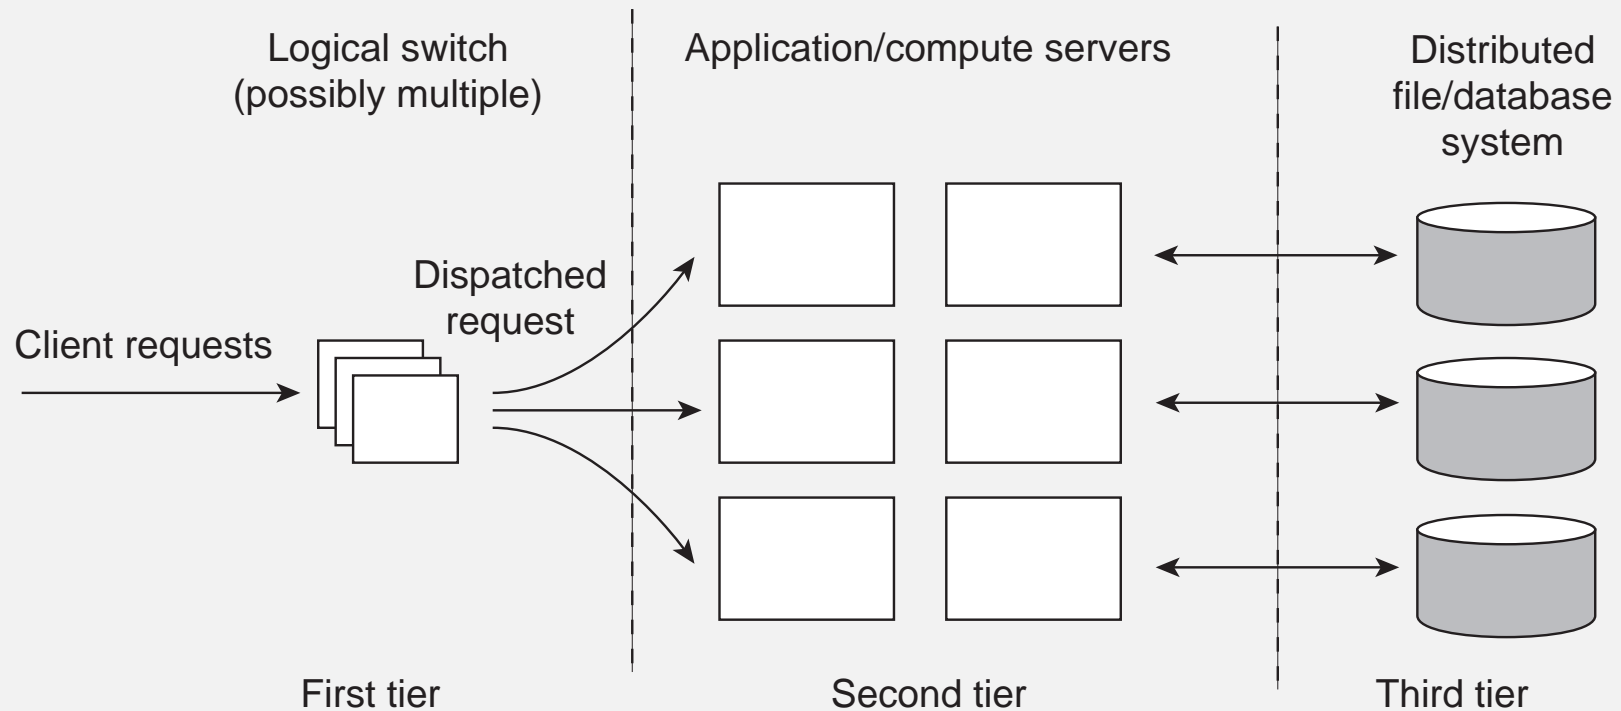 Logical switch
(possibly multiple)
Application/compute servers
Distributed
file/database
system
Dispatched
request
Client requests
First tier
Second tier
Third tier